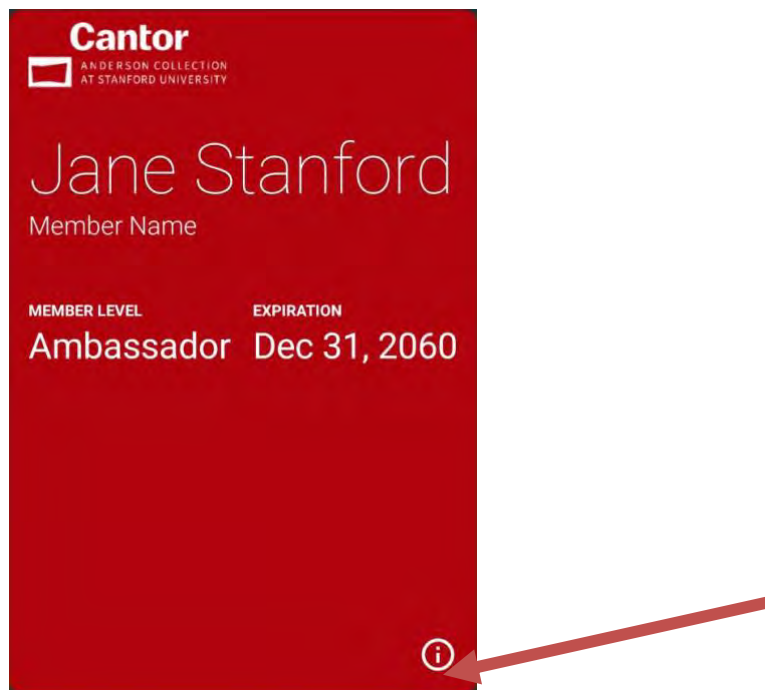 Cantor
ANDERSON COLLECTION
AT STANFORD UNIVERSITY
Jane Stanford
Member Name
MEMBER LEVEL EXPIRATION
Ambassador Dec 31, 2060